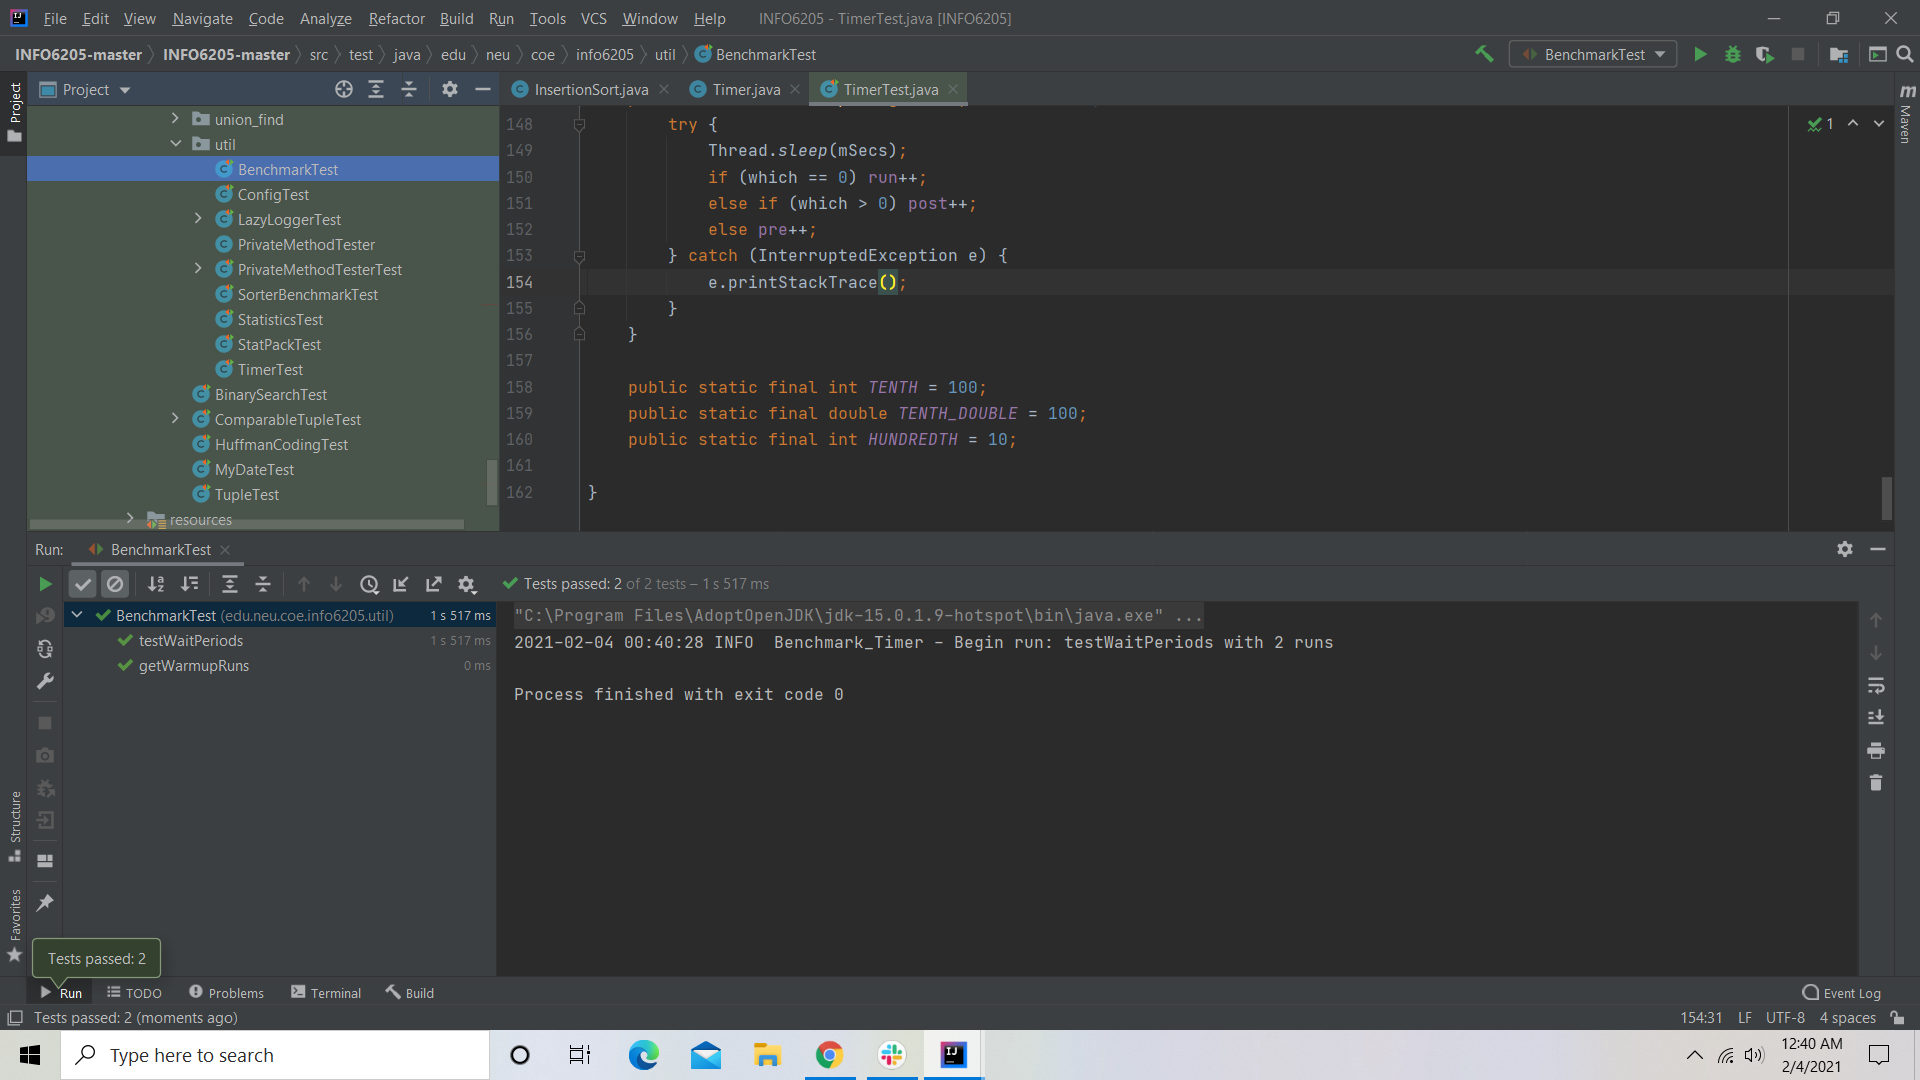 File Edit View Navigate Code Analyze Refactor Build Run Tools VCS Window Help INFO6205 - TimerTest.java [INFO6205]
INFO6205-master INFO6205-master src test java edu neu coe info6205 util BenchmarkTest BenchmarkTest
Project Project InsertionSort.java Timer.java TimerTest.java
Maven
union_find
util
BenchmarkTest
ConfigTest
LazyLoggerTest
PrivateMethodTester
PrivateMethodTesterTest
SorterBenchmarkTest
StatisticsTest
StatPackTest
TimerTest
BinarySearchTest
ComparableTupleTest
HuffmanCodingTest
MyDateTest
TupleTest
resources
148 try { 1
149 Thread.sleep(mSecs);
150 if (which == 0) run++;
151 else if (which > 0) post++;
152 else pre++;
153 } catch (InterruptedException e) {
154 e.printStackTrace();
155 }
156 }
157
158 public static final int TENTH = 100;
159 public static final double TENTH_DOUBLE = 100;
160 public static final int HUNDREDTH = 10;
161
162 }
Run: BenchmarkTest
Tests passed: 2 of 2 tests – 1 s 517 ms
BenchmarkTest (edu.neu.coe.info6205.util) 1 s 517 ms
testWaitPeriods 1 s 517 ms
getWarmupRuns 0 ms
"C:\Program Files\AdoptOpenJDK\jdk-15.0.1.9-hotspot\bin\java.exe" ...
2021-02-04 00:40:28 INFO  Benchmark_Timer - Begin run: testWaitPeriods with 2 runs
Process finished with exit code 0
Structure
Favorites
Tests passed: 2
Run TODO Problems Terminal Build Event Log
Tests passed: 2 (moments ago) 154:31 LF UTF-8 4 spaces
Type here to search
12:40 AM
2/4/2021